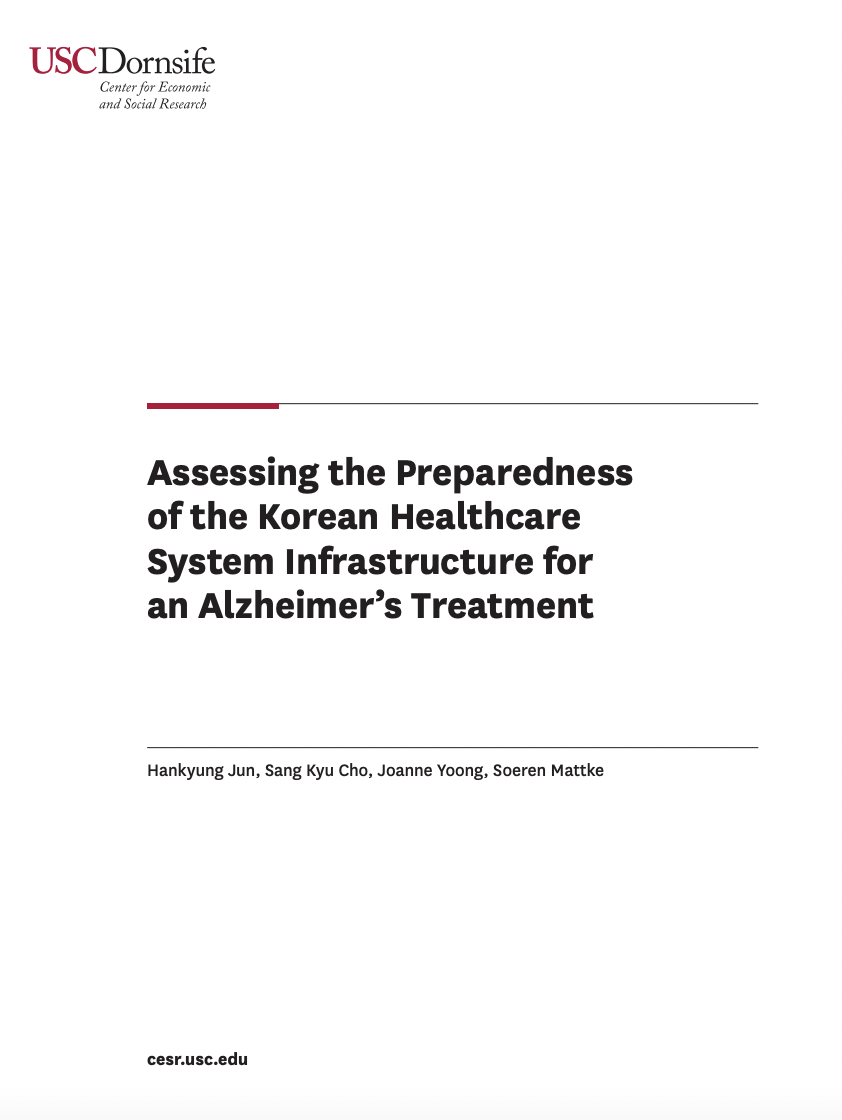 USCDornsife
Center for Economic
and Social Research
Assessing the Preparedness
of the Korean Healthcare
System Infrastructure for
an Alzheimer’s Treatment
Hankyung Jun, Sang Kyu Cho, Joanne Yoong, Soeren Mattke
cesr.usc.edu